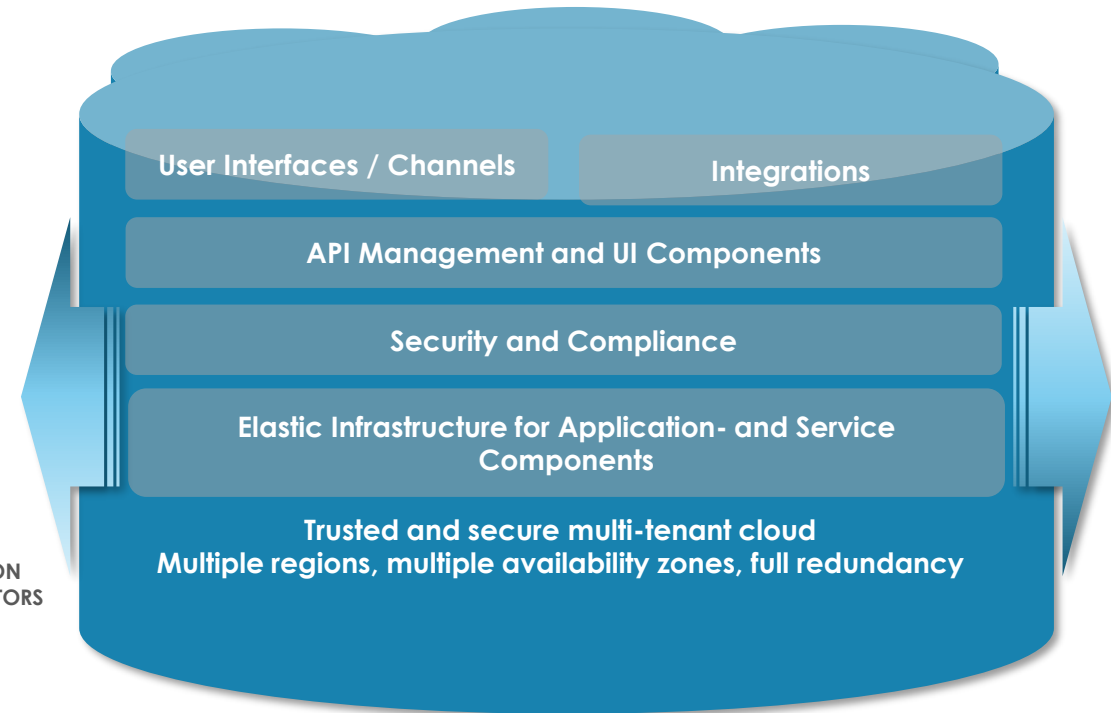 User Interfaces / Channels
Integrations
API Management and UI Components
Security and Compliance
Elastic Infrastructure for Application- and Service
Components
Trusted and secure multi-tenant cloud
Multiple regions, multiple availability zones, full redundancy